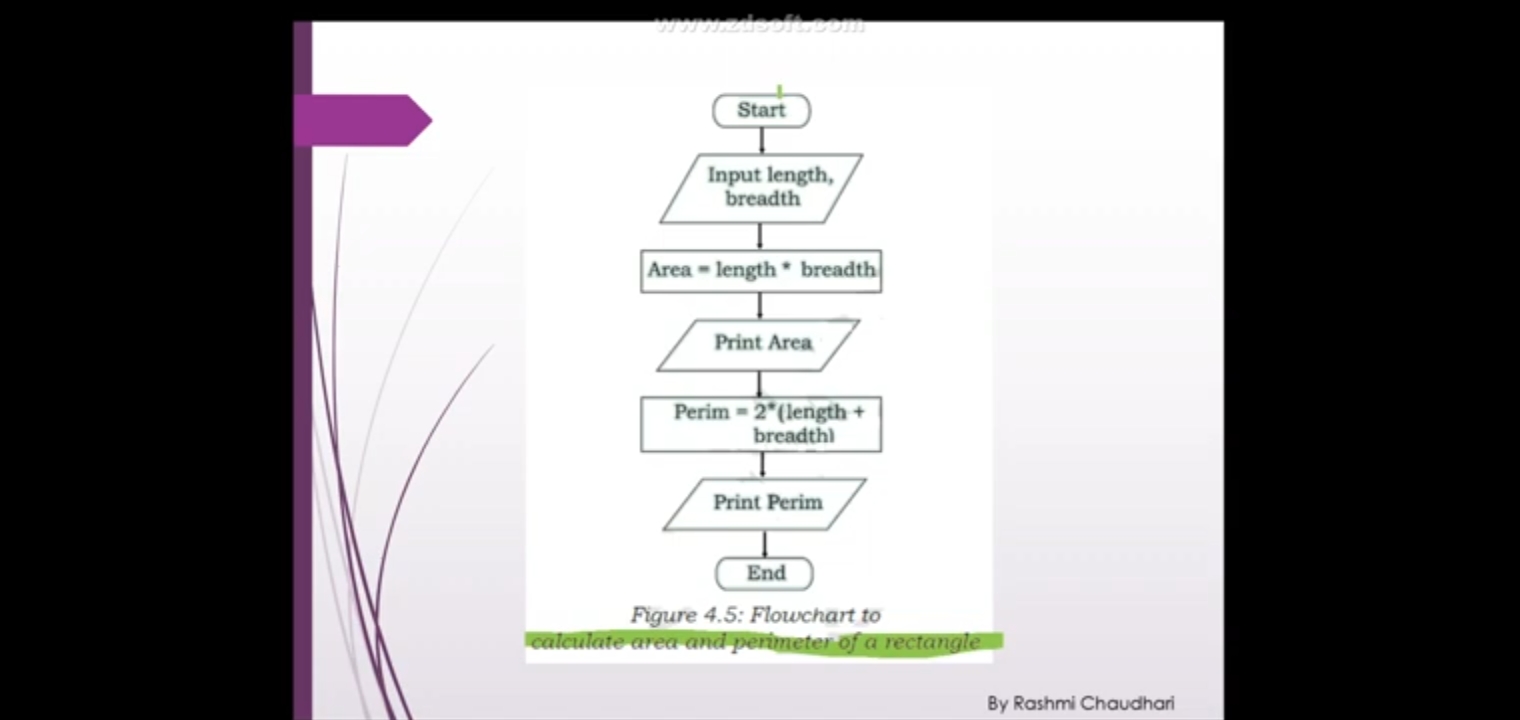 www.zdsoft.com
Start
Input length,
breadth
Area = length * breadth
Print Area
Perim = 2*(length +
breadth)
Print Perim
End
Figure 4.5: Flowchart to
calculate area and perimeter of a rectangle
By Rashmi Chaudhari